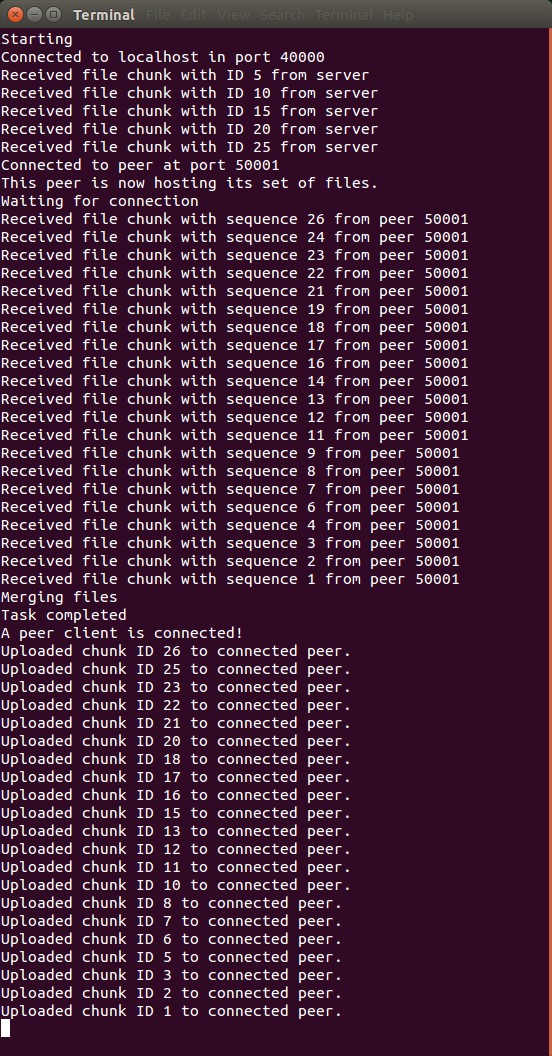 Terminal File Edit View Search Terminal Help
Starting
Connected to localhost in port 40000
Received file chunk with ID 5 from server
Received file chunk with ID 10 from server
Received file chunk with ID 15 from server
Received file chunk with ID 20 from server
Received file chunk with ID 25 from server
Connected to peer at port 50001
This peer is now hosting its set of files.
Waiting for connection
Received file chunk with sequence 26 from peer 50001
Received file chunk with sequence 24 from peer 50001
Received file chunk with sequence 23 from peer 50001
Received file chunk with sequence 22 from peer 50001
Received file chunk with sequence 21 from peer 50001
Received file chunk with sequence 19 from peer 50001
Received file chunk with sequence 18 from peer 50001
Received file chunk with sequence 17 from peer 50001
Received file chunk with sequence 16 from peer 50001
Received file chunk with sequence 14 from peer 50001
Received file chunk with sequence 13 from peer 50001
Received file chunk with sequence 12 from peer 50001
Received file chunk with sequence 11 from peer 50001
Received file chunk with sequence 9 from peer 50001
Received file chunk with sequence 8 from peer 50001
Received file chunk with sequence 7 from peer 50001
Received file chunk with sequence 6 from peer 50001
Received file chunk with sequence 4 from peer 50001
Received file chunk with sequence 3 from peer 50001
Received file chunk with sequence 2 from peer 50001
Received file chunk with sequence 1 from peer 50001
Merging files
Task completed
A peer client is connected!
Uploaded chunk ID 26 to connected peer.
Uploaded chunk ID 25 to connected peer.
Uploaded chunk ID 23 to connected peer.
Uploaded chunk ID 22 to connected peer.
Uploaded chunk ID 21 to connected peer.
Uploaded chunk ID 20 to connected peer.
Uploaded chunk ID 18 to connected peer.
Uploaded chunk ID 17 to connected peer.
Uploaded chunk ID 16 to connected peer.
Uploaded chunk ID 15 to connected peer.
Uploaded chunk ID 13 to connected peer.
Uploaded chunk ID 12 to connected peer.
Uploaded chunk ID 11 to connected peer.
Uploaded chunk ID 10 to connected peer.
Uploaded chunk ID 8 to connected peer.
Uploaded chunk ID 7 to connected peer.
Uploaded chunk ID 6 to connected peer.
Uploaded chunk ID 5 to connected peer.
Uploaded chunk ID 3 to connected peer.
Uploaded chunk ID 2 to connected peer.
Uploaded chunk ID 1 to connected peer.